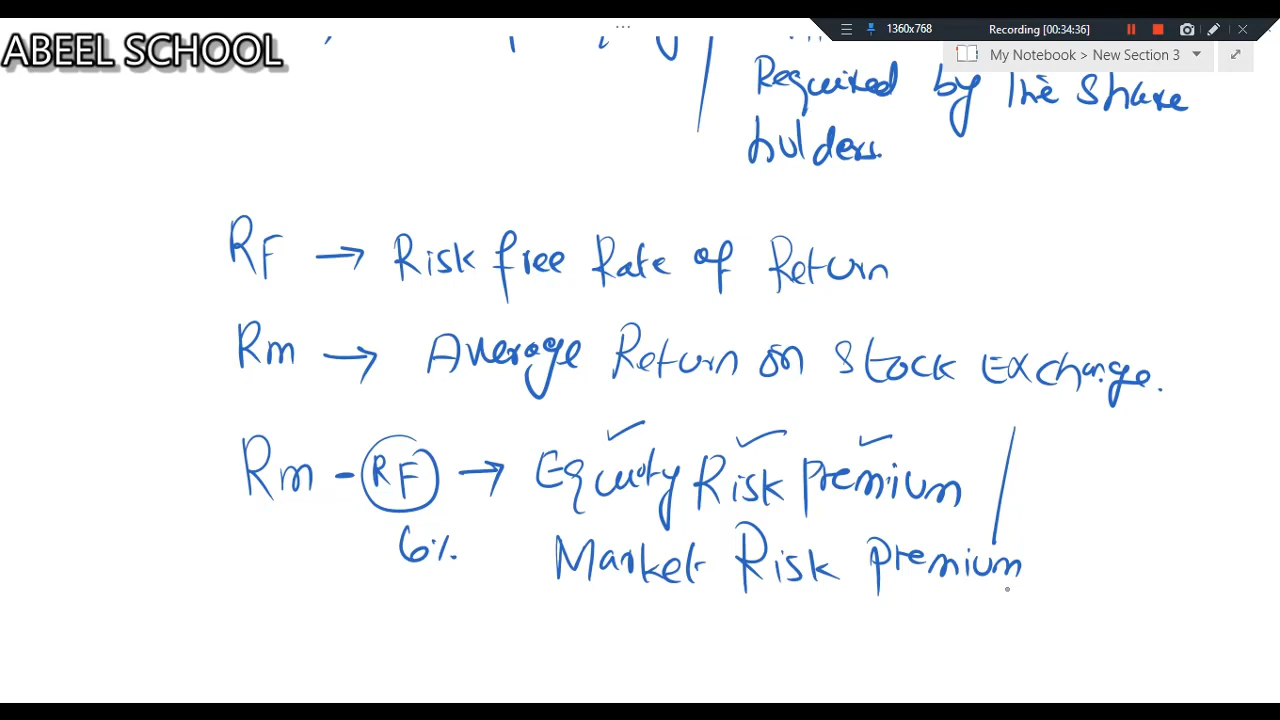 ABEEL SCHOOL
1360x768
Recording [00:34:36]
My Notebook > New Section 3
Required by the Share
holders.
RF → Risk free Rate of Return
Rm → Average Return on Stock Exchange.
Rm - RF → Equity Risk Premium /
6%
Market Risk Premium